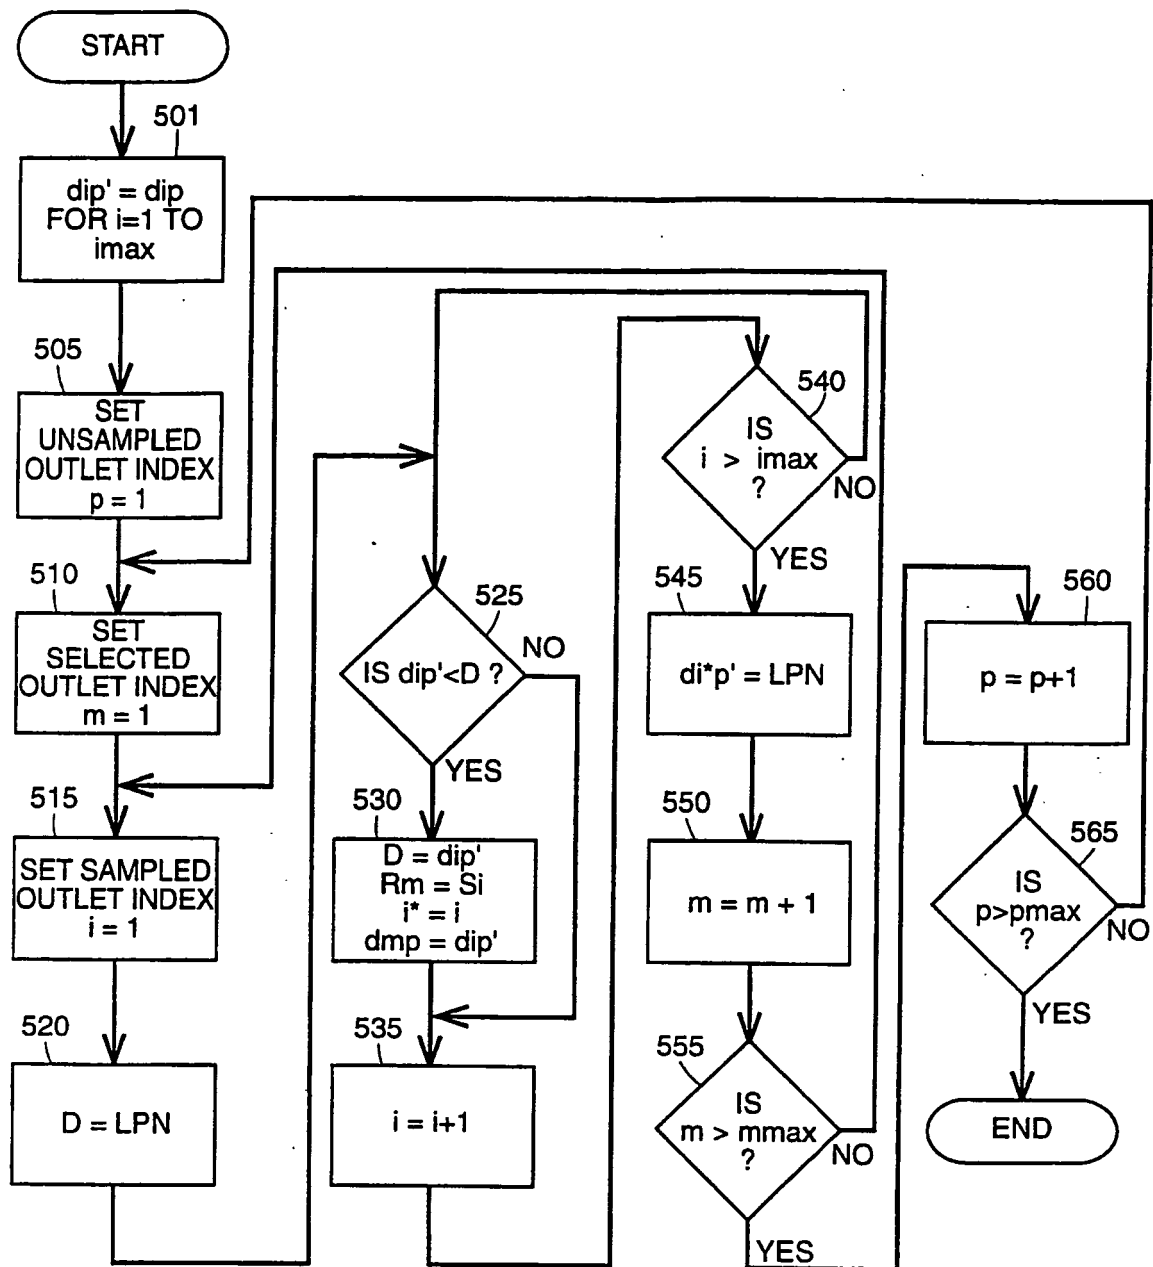 START
501
dip' = dip
FOR i=1 TO
imax
505
SET
UNSAMPLED
OUTLET INDEX
p = 1
510
SET
SELECTED
OUTLET INDEX
m = 1
515
SET SAMPLED
OUTLET INDEX
i = 1
520
D = LPN
525
IS dip'<D ?
NO
YES
530
D = dip'
Rm = Si
i* = i
dmp = dip'
535
i = i+1
540
IS
i > imax
?
NO
YES
545
di*p' = LPN
550
m = m + 1
555
IS
m > mmax
?
NO
YES
560
p = p+1
565
IS
p>pmax
?
NO
YES
END